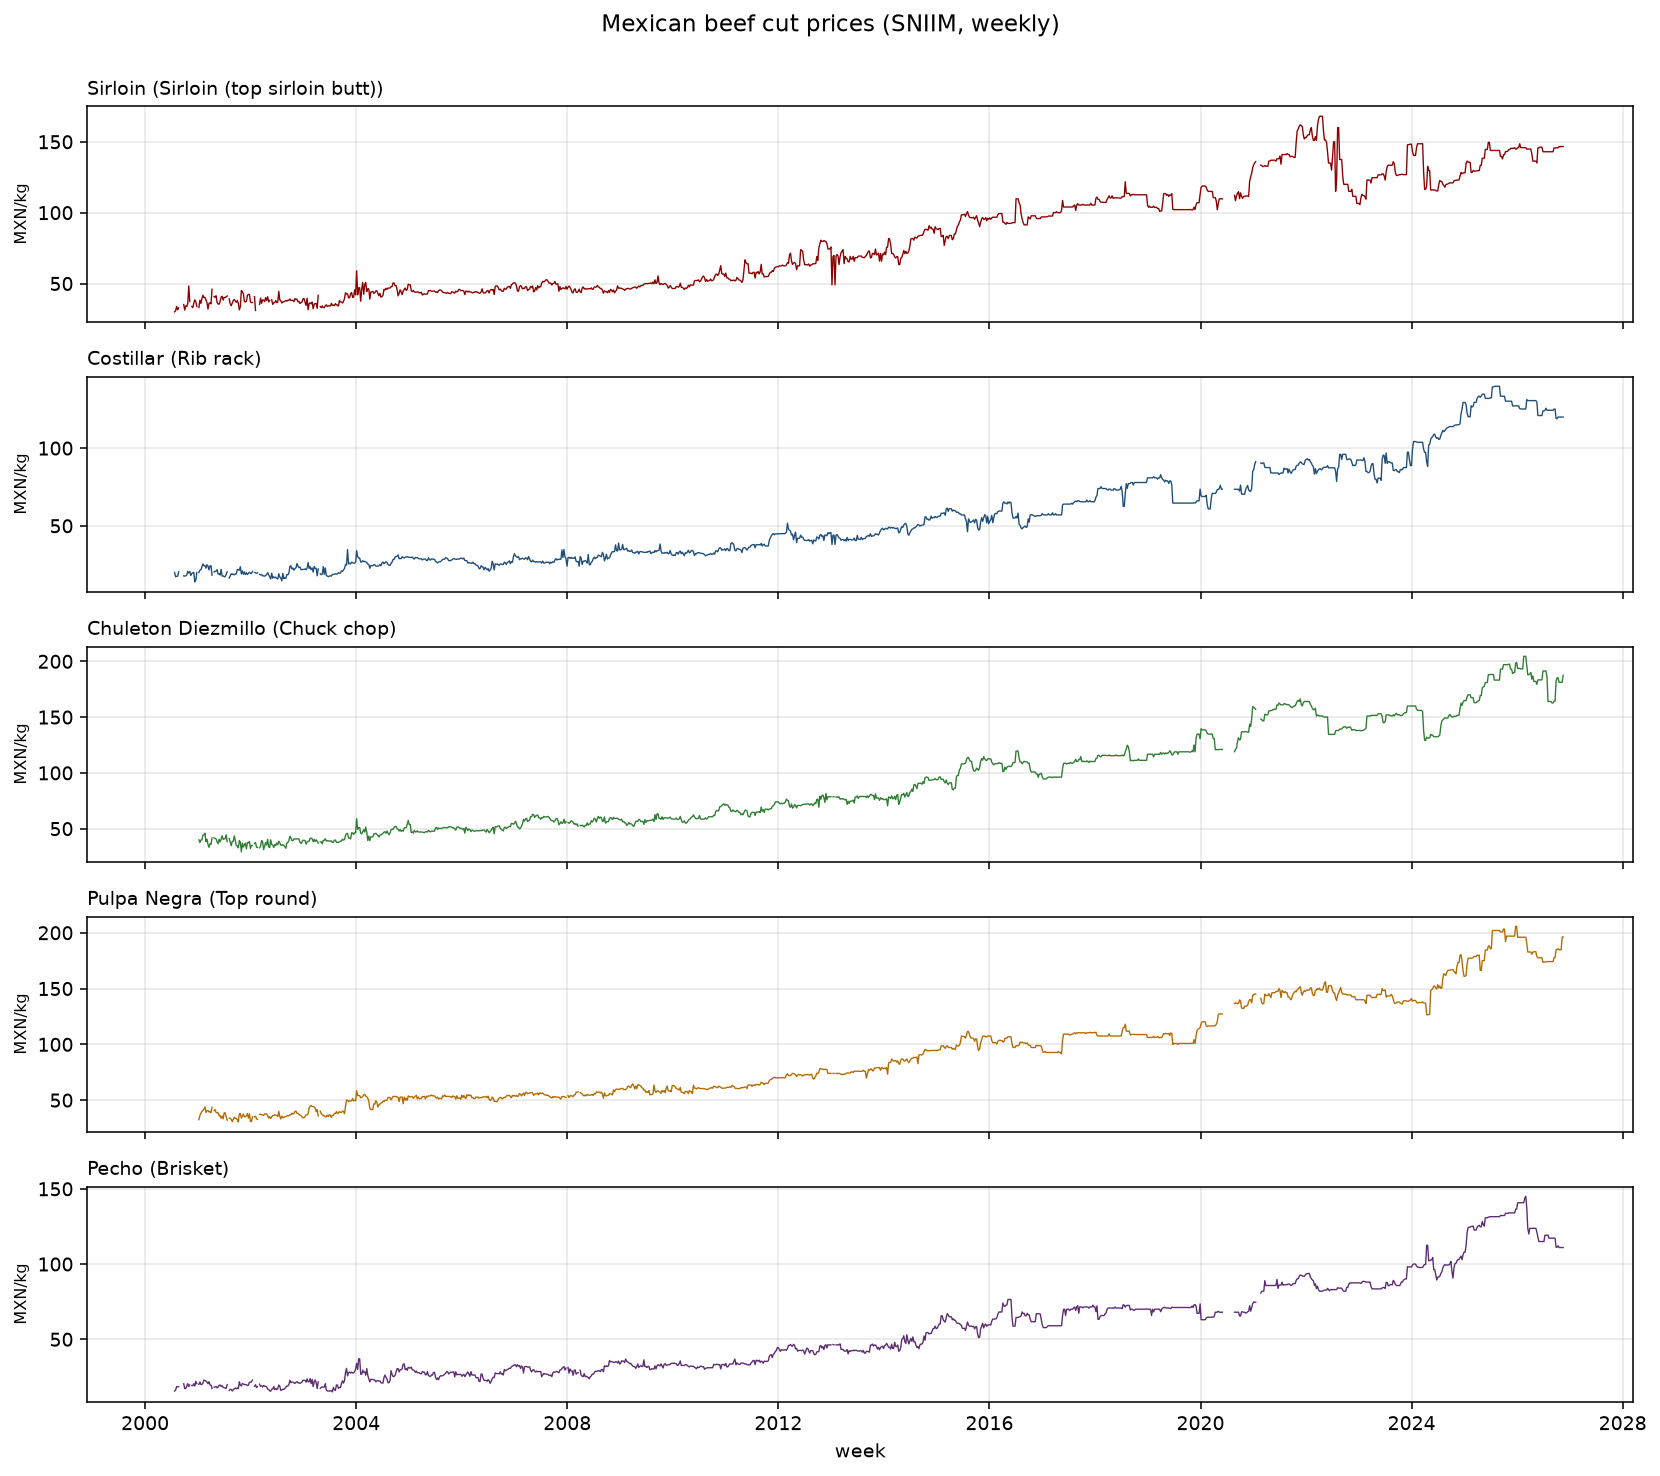 Mexican beef cut prices (SNIIM, weekly)
Sirloin (Sirloin (top sirloin butt))
150
100
50
MXN/kg
Costillar (Rib rack)
100
50
MXN/kg
Chuleton Diezmillo (Chuck chop)
200
150
100
50
MXN/kg
Pulpa Negra (Top round)
200
150
100
50
MXN/kg
Pecho (Brisket)
150
100
50
MXN/kg
2000 2004 2008 2012 2016 2020 2024 2028
week